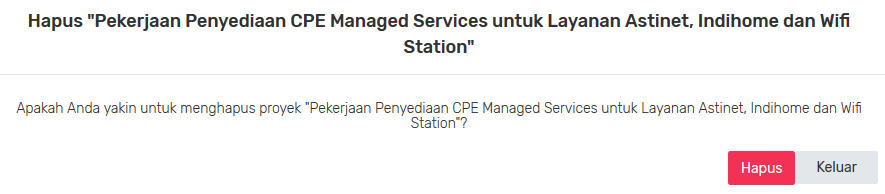 Hapus "Pekerjaan Penyediaan CPE Managed Services untuk Layanan Astinet, Indihome dan Wifi
Station"
Apakah Anda yakin untuk menghapus proyek "Pekerjaan Penyediaan CPE Managed Services untuk Layanan Astinet, Indihome dan Wifi
Station"?
Hapus Keluar